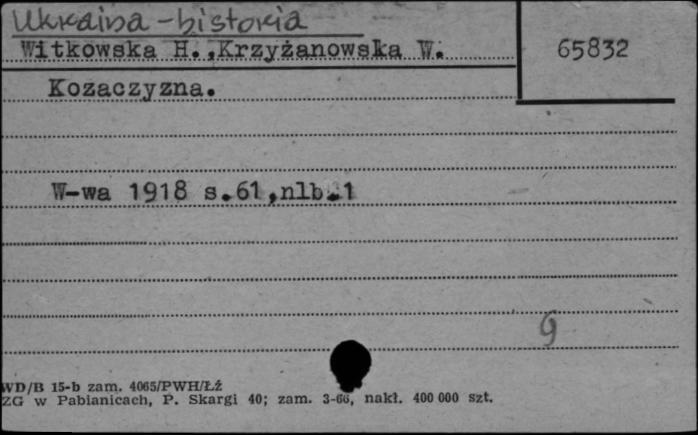 Ukraina - historia
Witkowska H.,Krzyżanowska W.
65832
Kozaczyzna.
W-wa 1918 s.61,nlb.1
9
WD/B 15-b zam. 4065/PWH/ŁŹ
ZG w Pabianicach, P. Skargi 40; zam. 3-66, nakł. 400 000 szt.